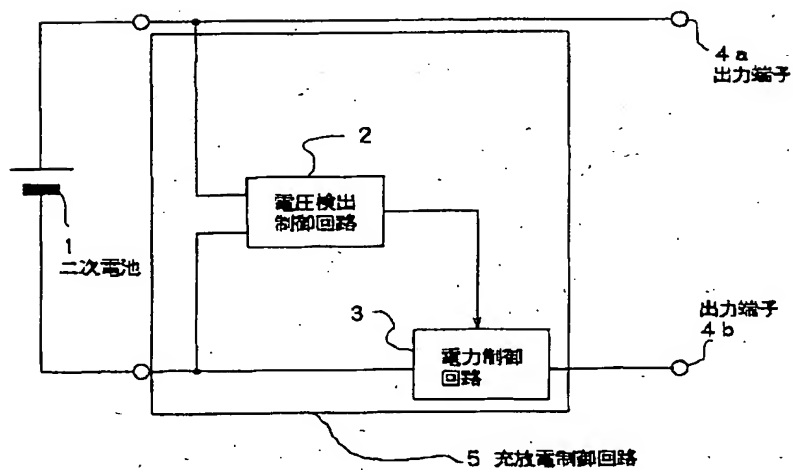 4a
出力端子
2
電圧検出
制御回路
1
二次電池
出力端子
4b
3
電力制御
回路
5 充放電制御回路